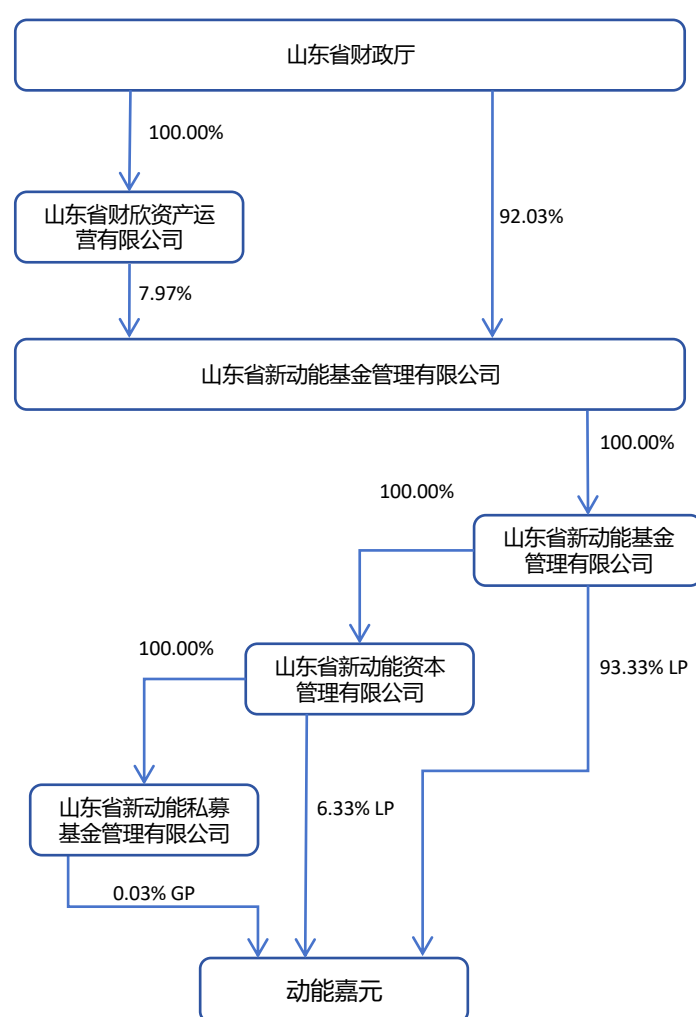 山东省财政厅
100.00%
山东省财欣资产运
营有限公司
92.03%
7.97%
山东省新动能基金管理有限公司
100.00%
100.00%
山东省新动能基金
管理有限公司
100.00%
山东省新动能资本
管理有限公司
93.33% LP
山东省新动能私募
基金管理有限公司
6.33% LP
0.03% GP
动能嘉元